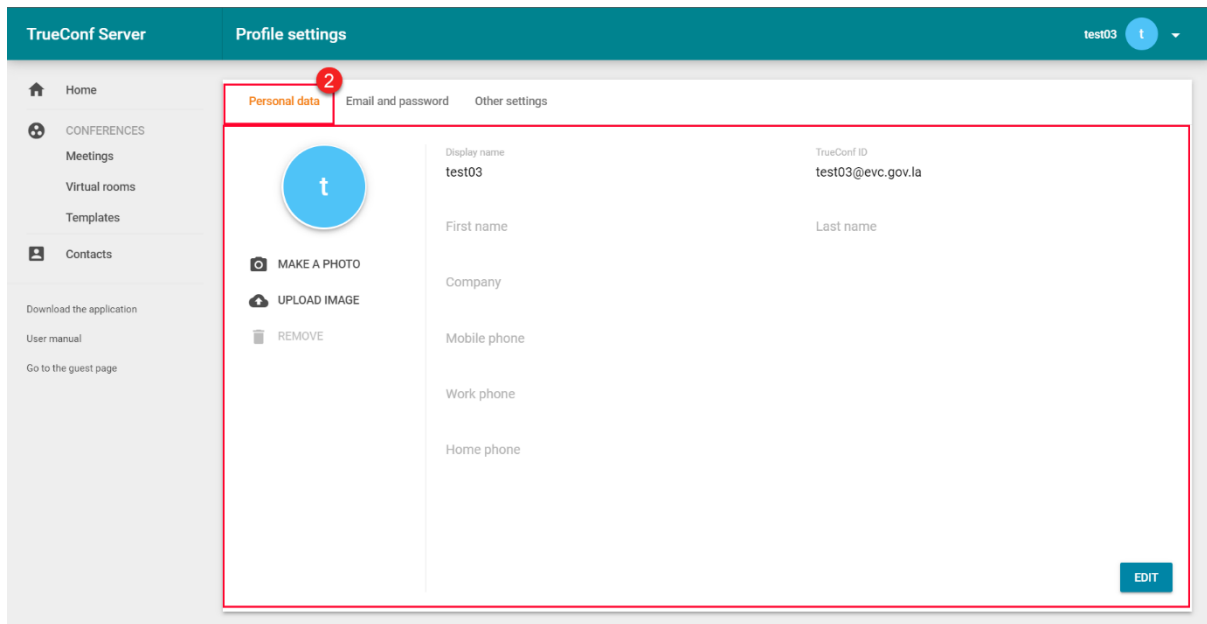 TrueConf Server
Profile settings
test03 t
Home
CONFERENCES
Meetings
Virtual rooms
Templates
Contacts
Download the application
User manual
Go to the guest page
2
Personal data Email and password Other settings
t
MAKE A PHOTO
UPLOAD IMAGE
REMOVE
Display name TrueConf ID
test03 test03@evc.gov.la
First name Last name
Company
Mobile phone
Work phone
Home phone
EDIT